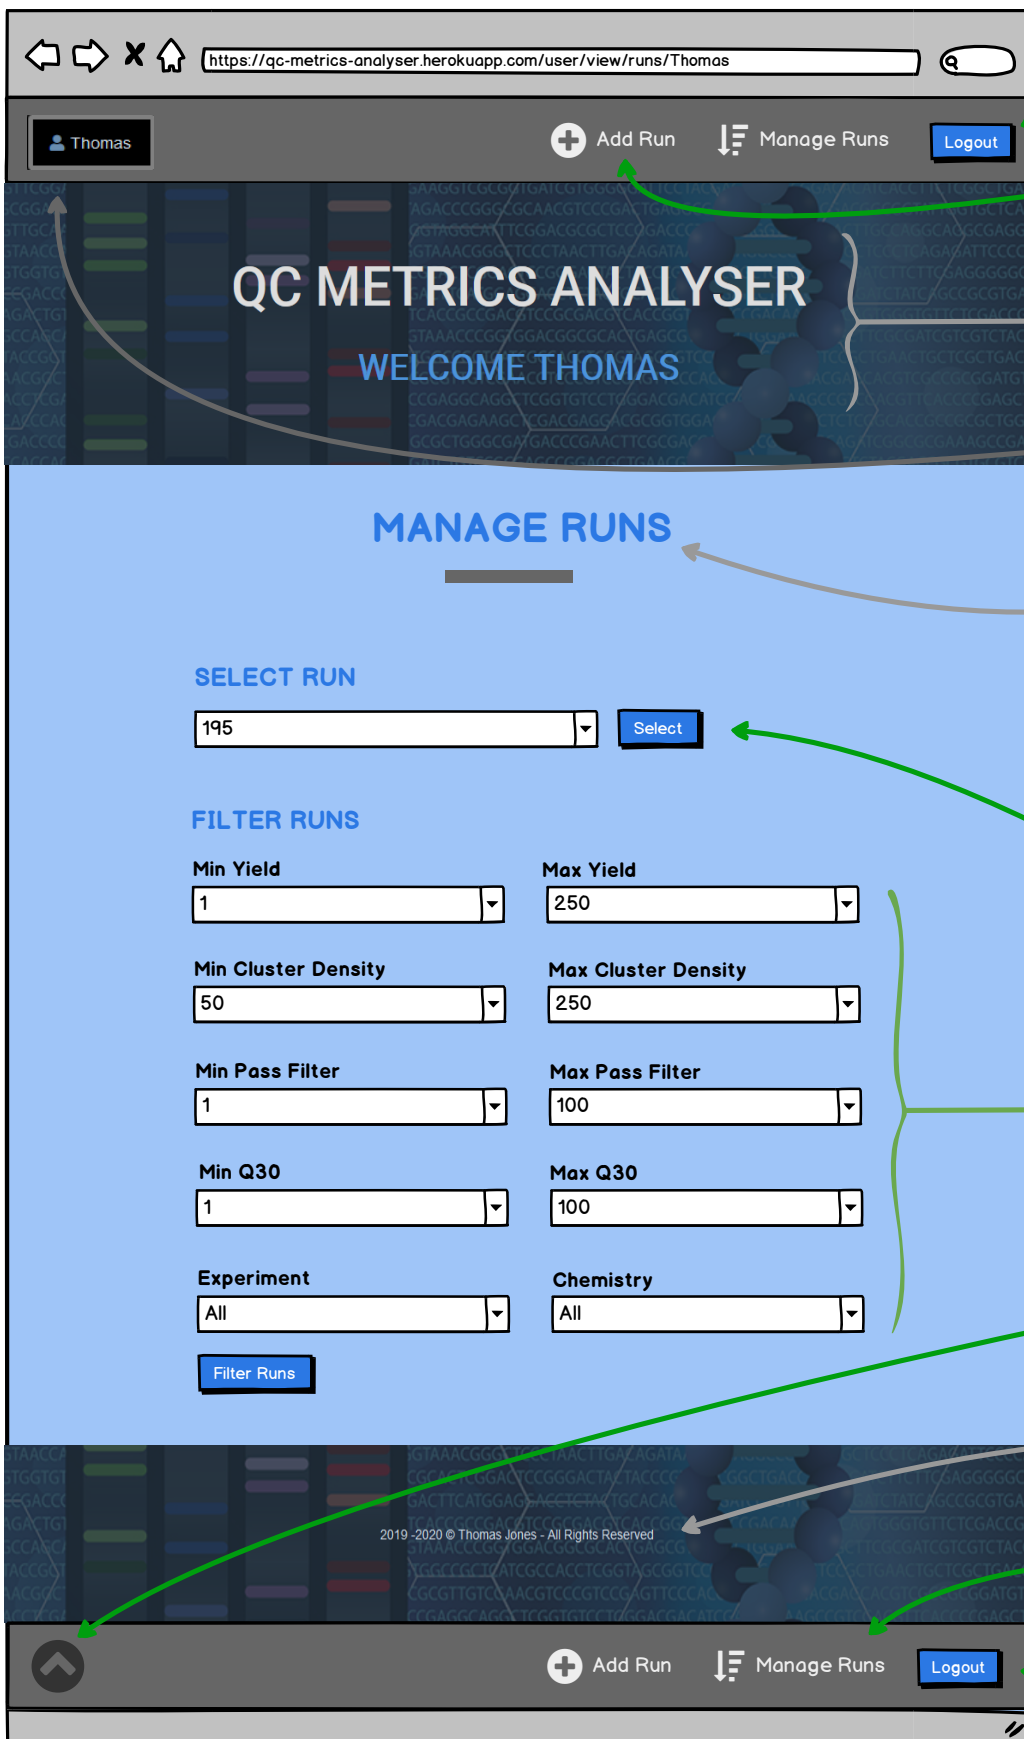 https://qc-metrics-analyser.herokuapp.com/user/view/runs/Thomas
Thomas
Add Run
Manage Runs
Logout
QC METRICS ANALYSER
WELCOME THOMAS
MANAGE RUNS
SELECT RUN
195
Select
FILTER RUNS
Min Yield
Max Yield
1
250
Min Cluster Density
Max Cluster Density
50
250
Min Pass Filter
Max Pass Filter
1
100
Min Q30
Max Q30
1
100
Experiment
Chemistry
All
All
Filter Runs
2019 -2020 © Thomas Jones - All Rights Reserved
Add Run
Manage Runs
Logout